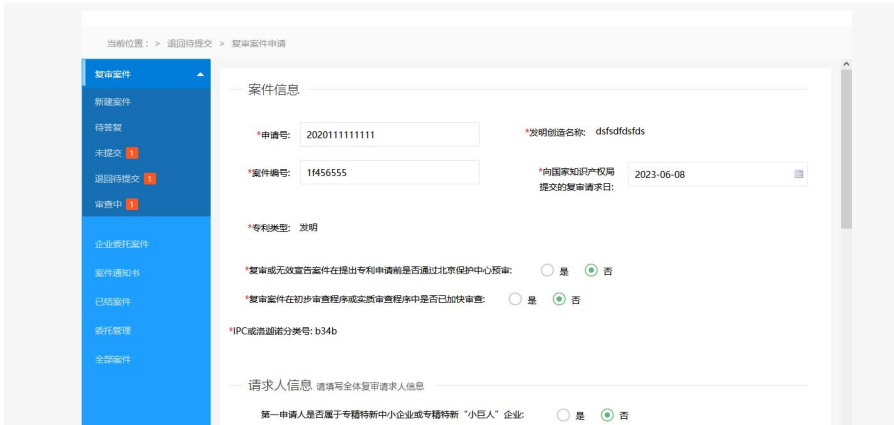 当前位置: > 退回待提交 > 复审案件申请
复审案件
新建案件
待答复
未提交 1
退回待提交 1
审查中 1
企业委托案件
案件通知书
已结案件
委托管理
全部案件
案件信息
*申请号: 2020111111111
*发明创造名称: dsfsdfdsfds
*案件编号: 1f456555
*向国家知识产权局
提交的复审请求日: 2023-06-08
*专利类型: 发明
*复审或无效宣告案件在提出专利申请前是否通过北京保护中心预审: 是 否
*复审案件在初步审查程序或实质审查程序中是否已加快审查: 是 否
*IPC或洛迦诺分类号: b34b
请求人信息 请填写全体复审请求人信息
第一申请人是否属于专精特新中小企业或专精特新“小巨人”企业: 是 否